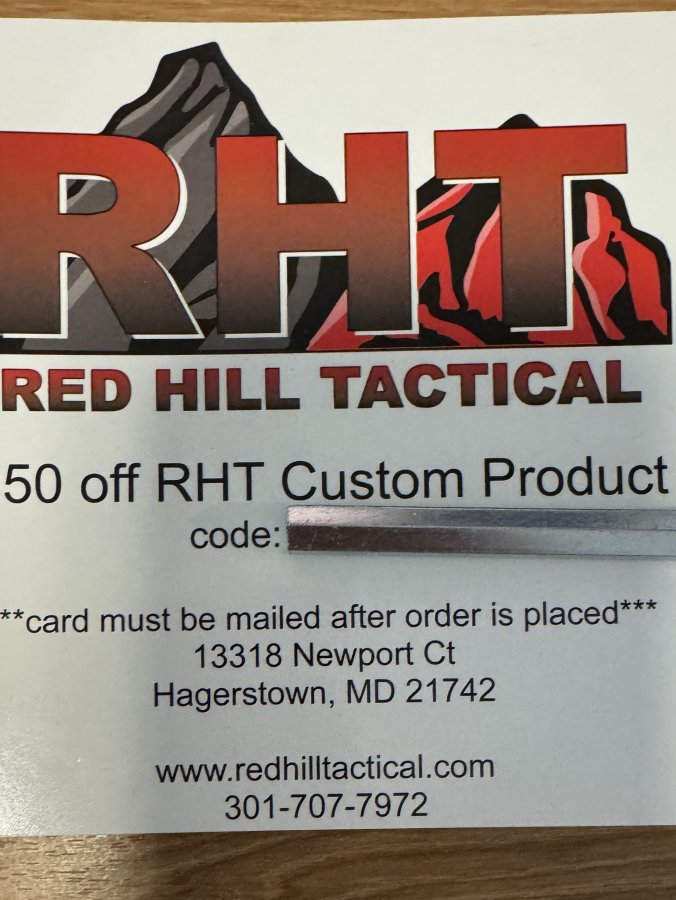 RHT
RED HILL TACTICAL
50 off RHT Custom Product
code:
**card must be mailed after order is placed***
13318 Newport Ct
Hagerstown, MD 21742
www.redhilltactical.com
301-707-7972